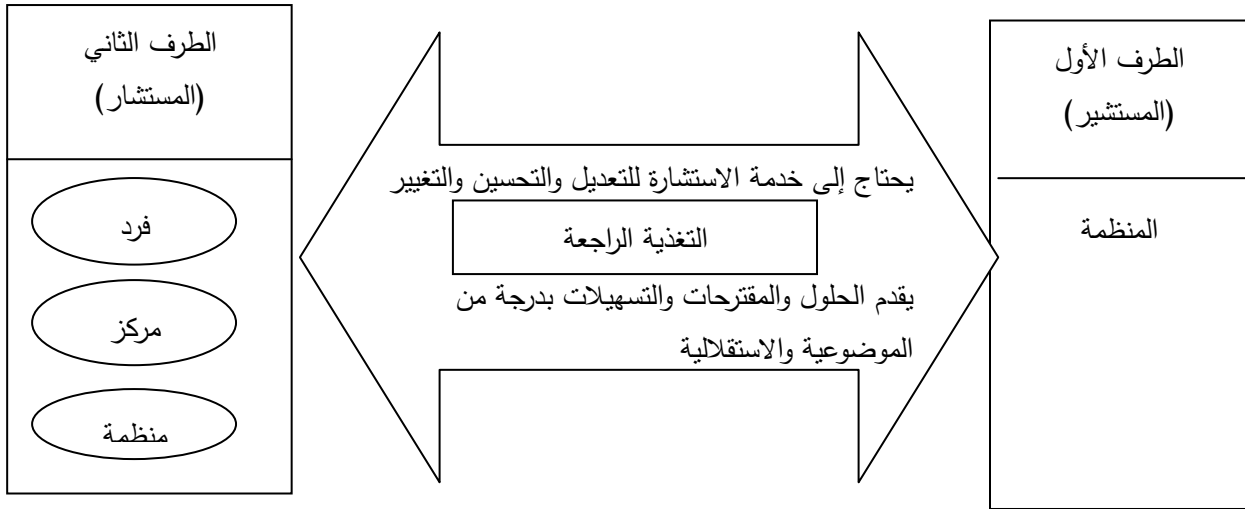 الطرف الأول
(المستشير)
المنظمة
يحتاج إلى خدمة الاستشارة للتعديل والتحسين والتغيير
التغذية الراجعة
يقدم الحلول والمقترحات والتسهيلات بدرجة من
الموضوعية والاستقلالية
الطرف الثاني
(المستشار)
فرد
مركز
منظمة